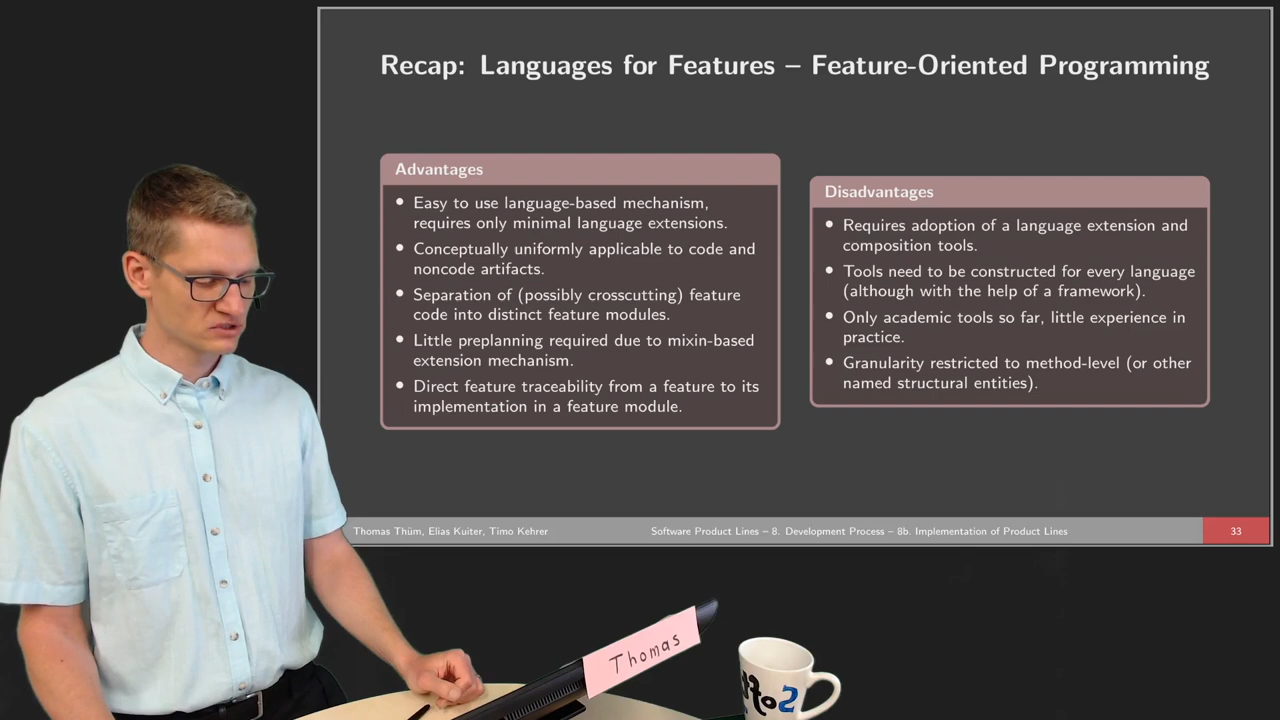 Recap: Languages for Features – Feature-Oriented Programming
Advantages
• Easy to use language-based mechanism,
requires only minimal language extensions.
• Conceptually uniformly applicable to code and
noncode artifacts.
• Separation of (possibly crosscutting) feature
code into distinct feature modules.
• Little preplanning required due to mixin-based
extension mechanism.
• Direct feature traceability from a feature to its
implementation in a feature module.
Disadvantages
• Requires adoption of a language extension and
composition tools.
• Tools need to be constructed for every language
(although with the help of a framework).
• Only academic tools so far, little experience in
practice.
• Granularity restricted to method-level (or other
named structural entities).
Thomas Thüm, Elias Kuiter, Timo Kehrer
Software Product Lines – 8. Development Process – 8b. Implementation of Product Lines
33
Thomas